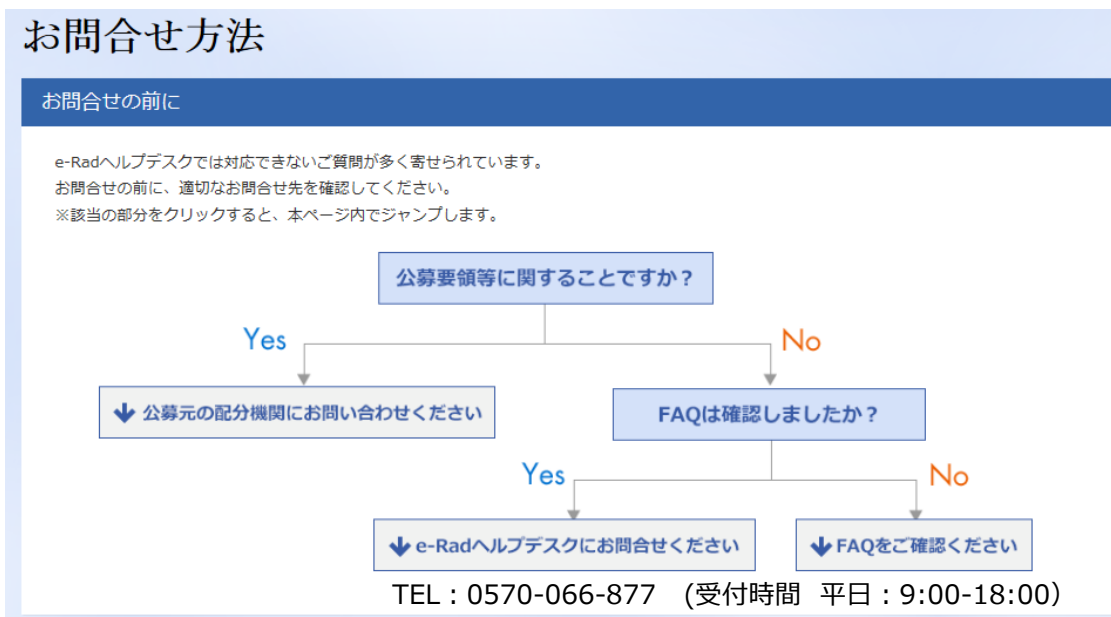 お問合せ方法
お問合せの前に
e-Radヘルプデスクでは対応できないご質問が多く寄せられています。
お問合せの前に、適切なお問合せ先を確認してください。
※該当の部分をクリックすると、本ページ内でジャンプします。
公募要領等に関することですか？
Yes
No
公募元の配分機関にお問い合わせください
FAQは確認しましたか？
Yes
No
e-Radヘルプデスクにお問合せください
FAQをご確認ください
TEL：0570-066-877 (受付時間 平日：9:00-18:00）